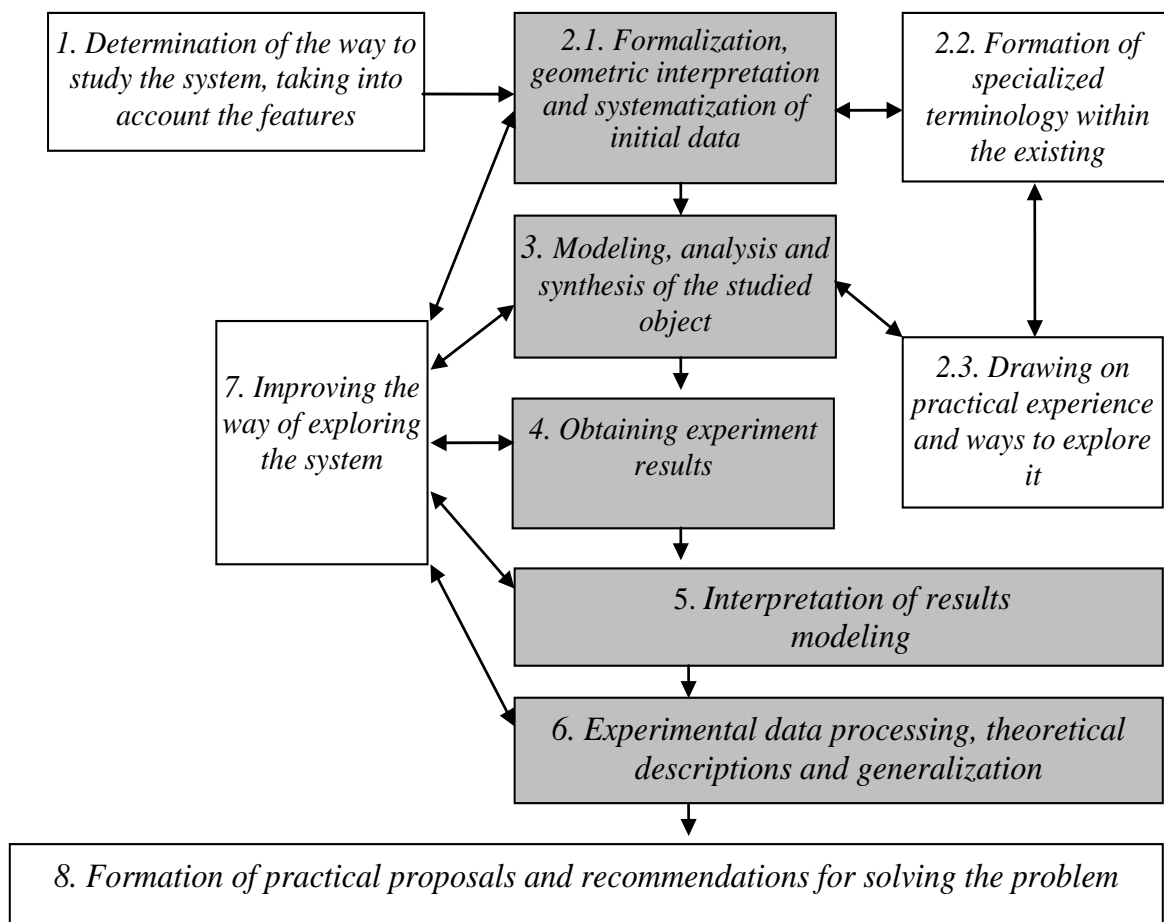 1. Determination of the way to
study the system, taking into
account the features
2.1. Formalization,
geometric interpretation
and systematization of
initial data
2.2. Formation of
specialized
terminology within
the existing
3. Modeling, analysis and
synthesis of the studied
object
2.3. Drawing on
practical experience
and ways to explore
it
7. Improving the
way of exploring
the system
4. Obtaining experiment
results
5. Interpretation of results
modeling
6. Experimental data processing, theoretical
descriptions and generalization
8. Formation of practical proposals and recommendations for solving the problem